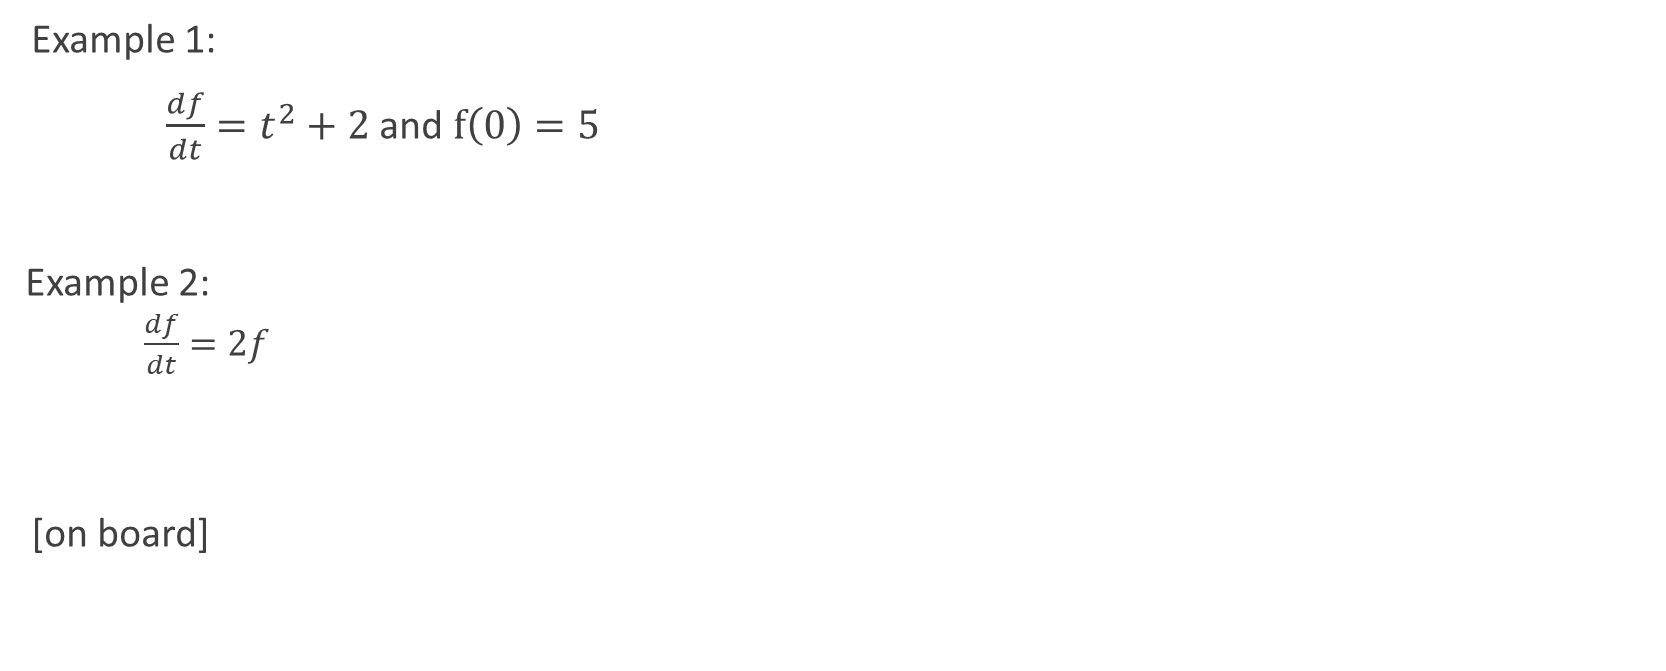 Example 1:
df/dt = t² + 2 and f(0) = 5
Example 2:
df/dt = 2f
[on board]